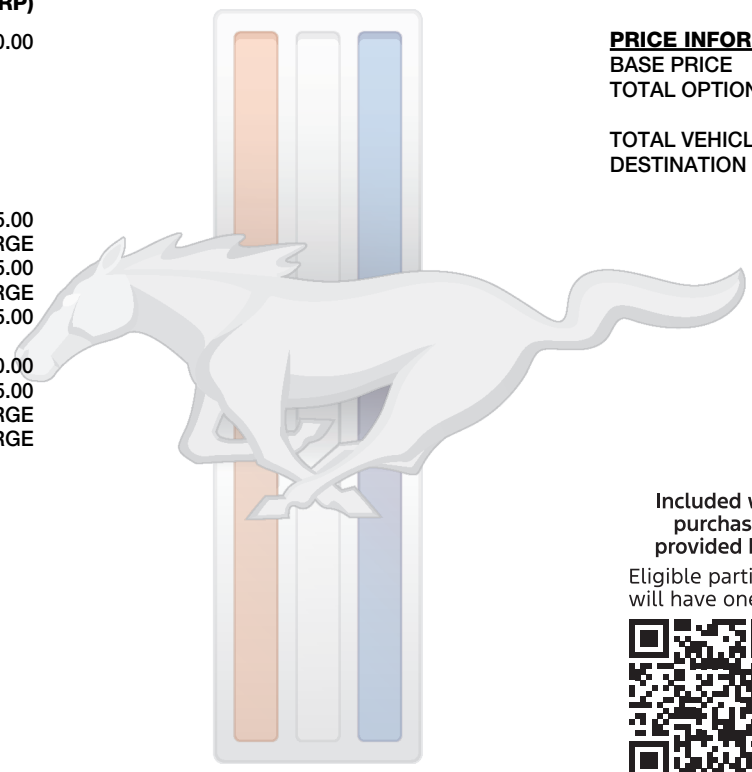 RP)
0.00
5.00
RGE
5.00
RGE
5.00
0.00
5.00
RGE
RGE
PRICE INFOR
BASE PRICE
TOTAL OPTION
TOTAL VEHICL
DESTINATION
Included
purchas
provided
Eligible parti
will have one